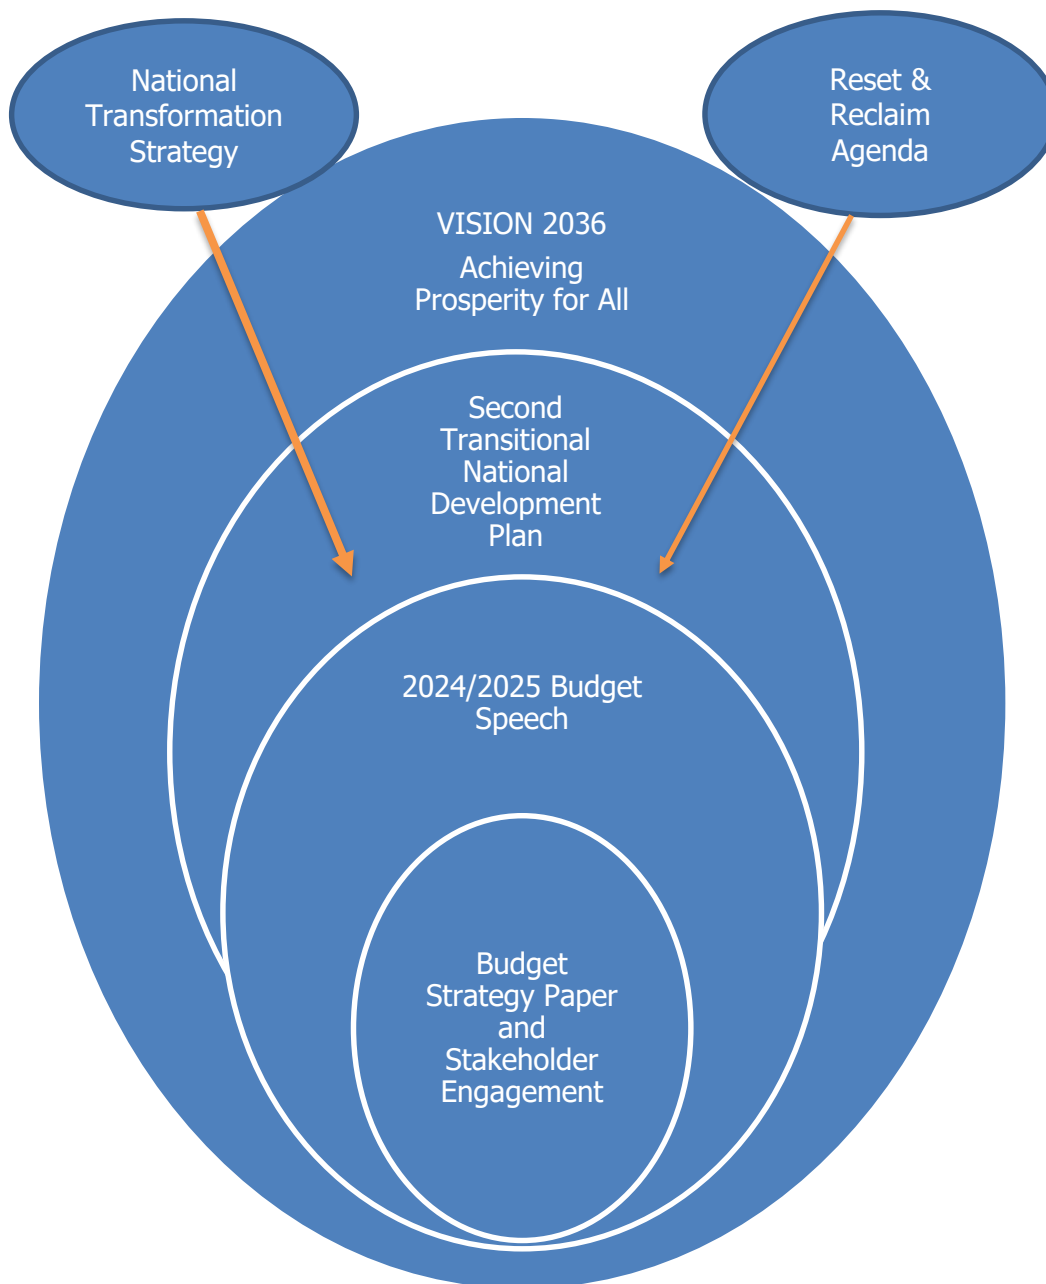 National
Transformation
Strategy
Reset &
Reclaim
Agenda
VISION 2036
Achieving
Prosperity for All
Second
Transitional
National
Development
Plan
2024/2025 Budget
Speech
Budget
Strategy Paper
and
Stakeholder
Engagement